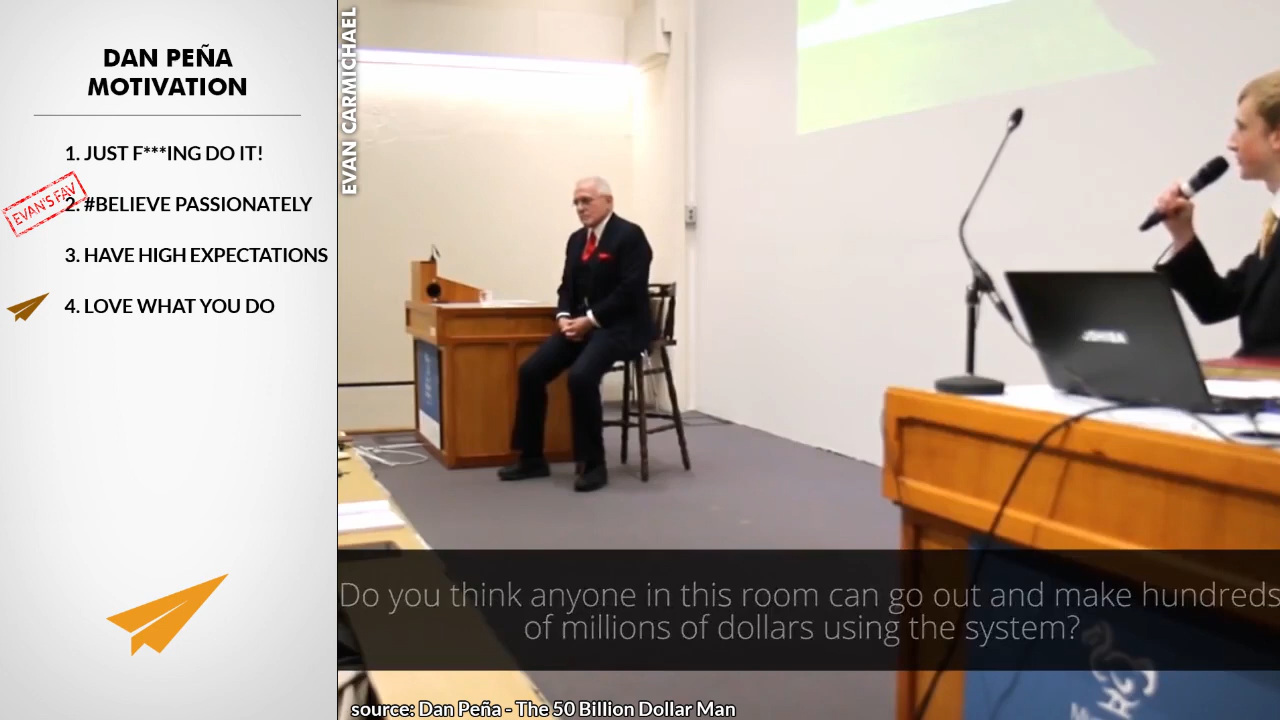 DAN PEÑA
MOTIVATION
1. JUST F***ING DO IT!
EVAN'S FAV
2. #BELIEVE PASSIONATELY
3. HAVE HIGH EXPECTATIONS
4. LOVE WHAT YOU DO
EVAN CARMICHAEL
TOSHIBA
Do you think anyone in this room can go out and make hundreds
of millions of dollars using the system?
source: Dan Peña - The 50 Billion Dollar Man